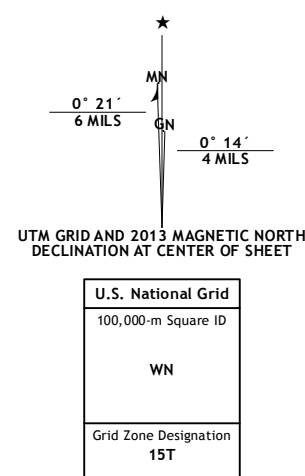 ★
MN
0° 21´
6 MILS
GN
0° 14´
4 MILS
UTM GRID AND 2013 MAGNETIC NORTH
DECLINATION AT CENTER OF SHEET
U.S. National Grid
100,000-m Square ID
WN
Grid Zone Designation
15T